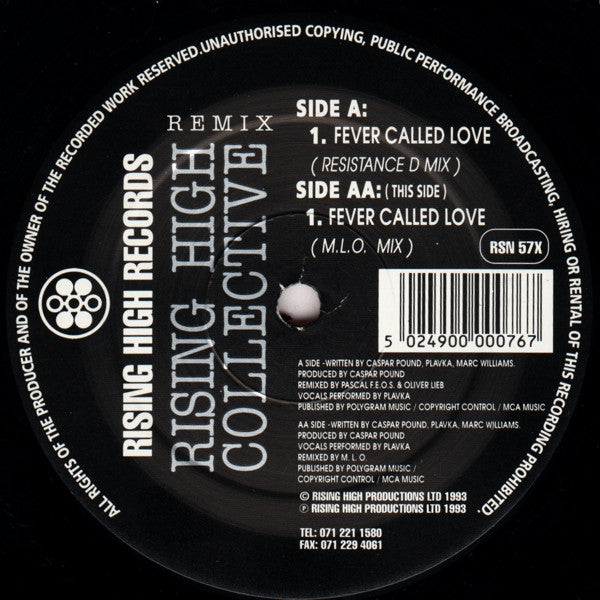 ALL RIGHTS OF THE PRODUCER AND OF THE OWNER OF THE RECORDED WORK RESERVED.UNAUTHORISED COPYING, PUBLIC PERFORMANCE BROADCASTING, HIRING OR RENTAL OF THIS RECORDING PROHIBITED.
RISING HIGH RECORDS
RISING HIGH
COLLECTIVE
REMIX
SIDE A:
1. FEVER CALLED LOVE
( RESISTANCE D MIX )
SIDE AA: ( THIS SIDE )
1. FEVER CALLED LOVE
( M.L.O. MIX )
RSN 57X
5 024900 000767
A SIDE -WRITTEN BY CASPAR POUND, PLAVKA, MARC WILLIAMS.
PRODUCED BY CASPAR POUND
REMIXED BY PASCAL F.E.O.S. & OLIVER LIEB
VOCALS PERFORMED BY PLAVKA
PUBLISHED BY POLYGRAM MUSIC / COPYRIGHT CONTROL / MCA MUSIC
AA SIDE -WRITTEN BY CASPAR POUND, PLAVKA, MARC WILLIAMS.
PRODUCED BY CASPAR POUND
VOCALS PERFORMED BY PLAVKA
REMIXED BY M. L. O.
PUBLISHED BY POLYGRAM MUSIC /
COPYRIGHT CONTROL / MCA MUSIC
© RISING HIGH PRODUCTIONS LTD 1993
℗ RISING HIGH PRODUCTIONS LTD 1993
TEL: 071 221 1580
FAX: 071 229 4061